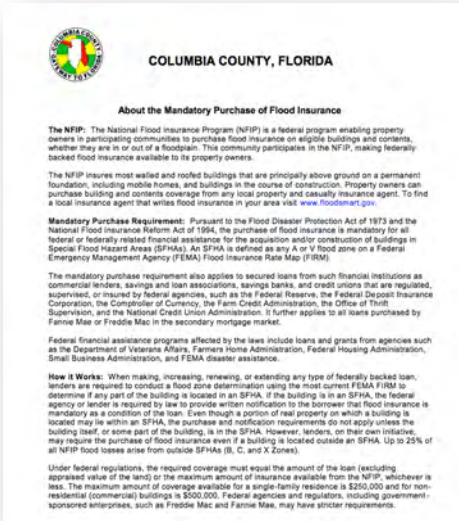 COLUMBIA COUNTY
GATEWAY TO FLORIDA
COLUMBIA COUNTY, FLORIDA
About the Mandatory Purchase of Flood Insurance
The NFIP: The National Flood Insurance Program (NFIP) is a federal program enabling property
owners in participating communities to purchase flood insurance on eligible buildings and contents,
whether they are in or out of a floodplain. This community participates in the NFIP, making federally
backed flood insurance available to its property owners.
The NFIP insures most walled and roofed buildings that are principally above ground on a permanent
foundation, including mobile homes, and buildings in the course of construction. Property owners can
purchase building and contents coverage from any local property and casualty insurance agent. To find
a local insurance agent that writes flood insurance in your area visit www.floodsmart.gov.
Mandatory Purchase Requirement: Pursuant to the Flood Disaster Protection Act of 1973 and the
National Flood Insurance Reform Act of 1994, the purchase of flood insurance is mandatory for all
federal or federally related financial assistance for the acquisition and/or construction of buildings in
Special Flood Hazard Areas (SFHAs). An SFHA is defined as any A or V flood zone on a Federal
Emergency Management Agency (FEMA) Flood Insurance Rate Map (FIRM).
The mandatory purchase requirement also applies to secured loans from such financial institutions as
commercial lenders, savings and loan associations, savings banks, and credit unions that are regulated,
supervised, or insured by federal agencies, such as the Federal Reserve, the Federal Deposit Insurance
Corporation, the Comptroller of Currency, the Farm Credit Administration, the Office of Thrift
Supervision, and the National Credit Union Administration. It further applies to all loans purchased by
Fannie Mae or Freddie Mac in the secondary mortgage market.
Federal financial assistance programs affected by the laws include loans and grants from agencies such
as the Department of Veterans Affairs, Farmers Home Administration, Federal Housing Administration,
Small Business Administration, and FEMA disaster assistance.
How it Works: When making, increasing, renewing, or extending any type of federally backed loan,
lenders are required to conduct a flood zone determination using the most current FEMA FIRM to
determine if any part of the building is located in an SFHA. If the building is in an SFHA, the federal
agency or lender is required by law to provide written notification to the borrower that flood insurance is
mandatory as a condition of the loan. Even though a portion of real property on which a building is
located may lie within an SFHA, the purchase and notification requirements do not apply unless the
building itself, or some part of the building, is in the SFHA. However, lenders, on their own initiative,
may require the purchase of flood insurance even if a building is located outside an SFHA. Up to 25% of
all NFIP flood losses arise from outside SFHAs (B, C, and X Zones).
Under federal regulations, the required coverage must equal the amount of the loan (excluding
appraised value of the land) or the maximum amount of insurance available from the NFIP, whichever is
less. The maximum amount of coverage available for a single-family residence is $250,000 and for non-
residential (commercial) buildings is $500,000. Federal agencies and regulators, including government-
sponsored enterprises, such as Freddie Mac and Fannie Mae, may have stricter requirements.